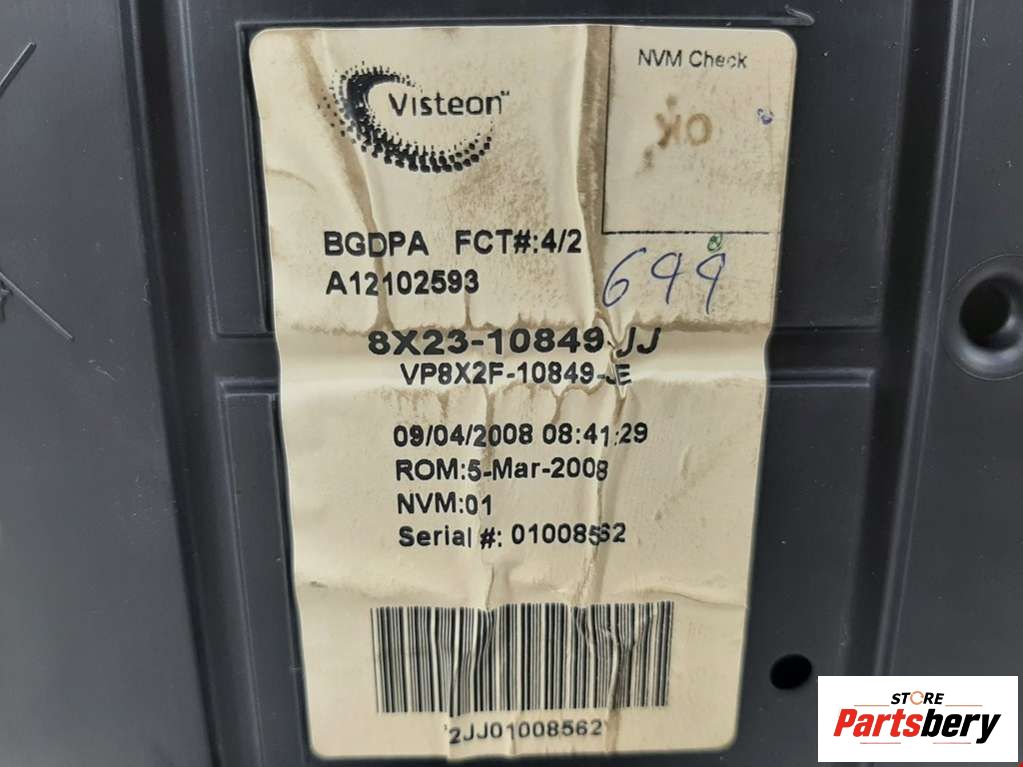 Visteon™
NVM Check
OK
BGDPA FCT#:4/2
A12102593
699
8X23-10849-JJ
VP8X2F-10849-JE
09/04/2008 08:41:29
ROM:5-Mar-2008
NVM:01
Serial #: 01008562
2JJ01008562
STORE
Partsbery